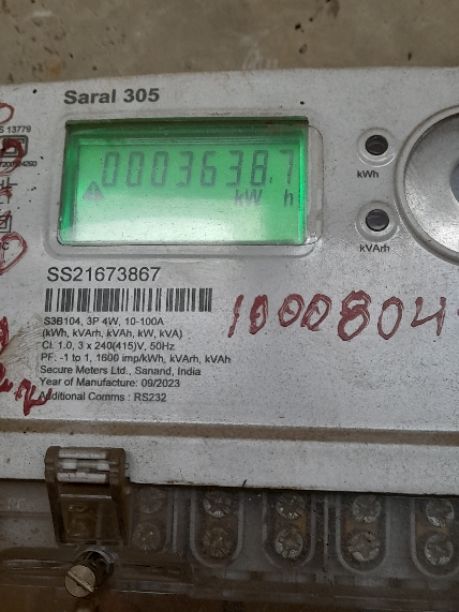 Saral 305
S 13779
0003638.7
kW h
kWh
kVArh
SS21673867
S3B104, 3P 4W, 10-100A
(kWh, kVArh, kVAh, kW, kVA)
Cl. 1.0, 3 x 240(415)V, 50Hz
PF: -1 to 1, 1600 imp/kWh, kVArh, kVAh
Secure Meters Ltd., Sanand, India
Year of Manufacture: 09/2023
Additional Comms : RS232
1000804